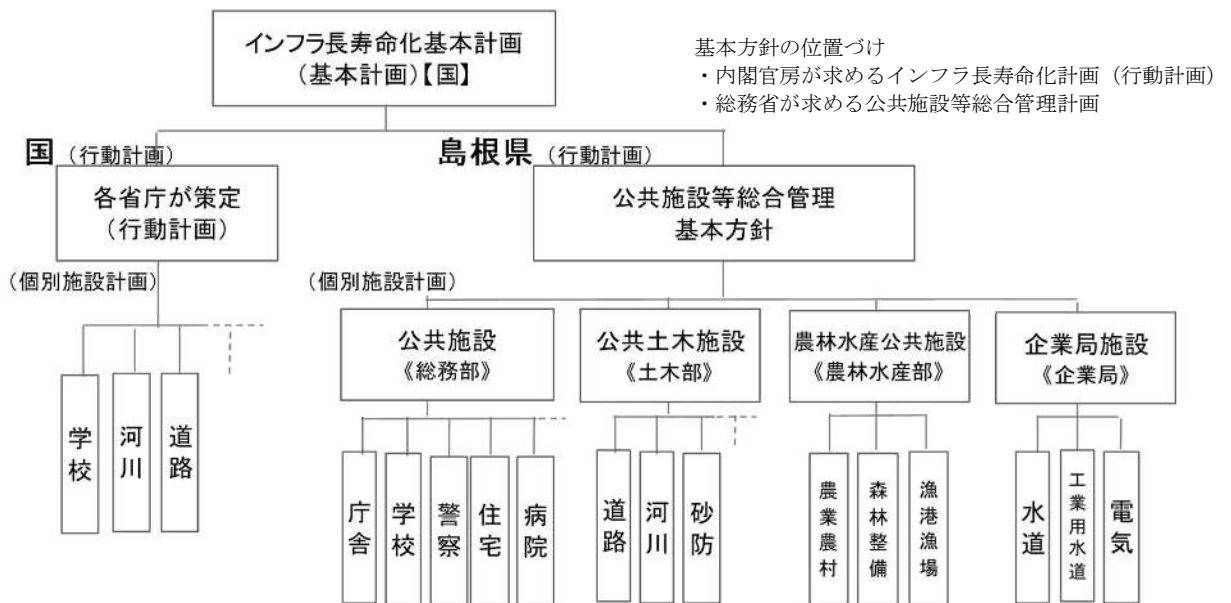 インフラ長寿命化基本計画
(基本計画)【国】
基本方針の位置づけ
・内閣官房が求めるインフラ長寿命化計画（行動計画）
・総務省が求める公共施設等総合管理計画
国 (行動計画)
各省庁が策定
(行動計画)
島根県 (行動計画)
公共施設等総合管理
基本方針
(個別施設計画)
学校
河川
道路
(個別施設計画)
公共施設
《総務部》
公共土木施設
《土木部》
農林水産公共施設
《農林水産部》
企業局施設
《企業局》
庁舎
学校
警察
住宅
病院
道路
河川
砂防
農業農村
森林整備
漁港漁場
水道
工業用水道
電気